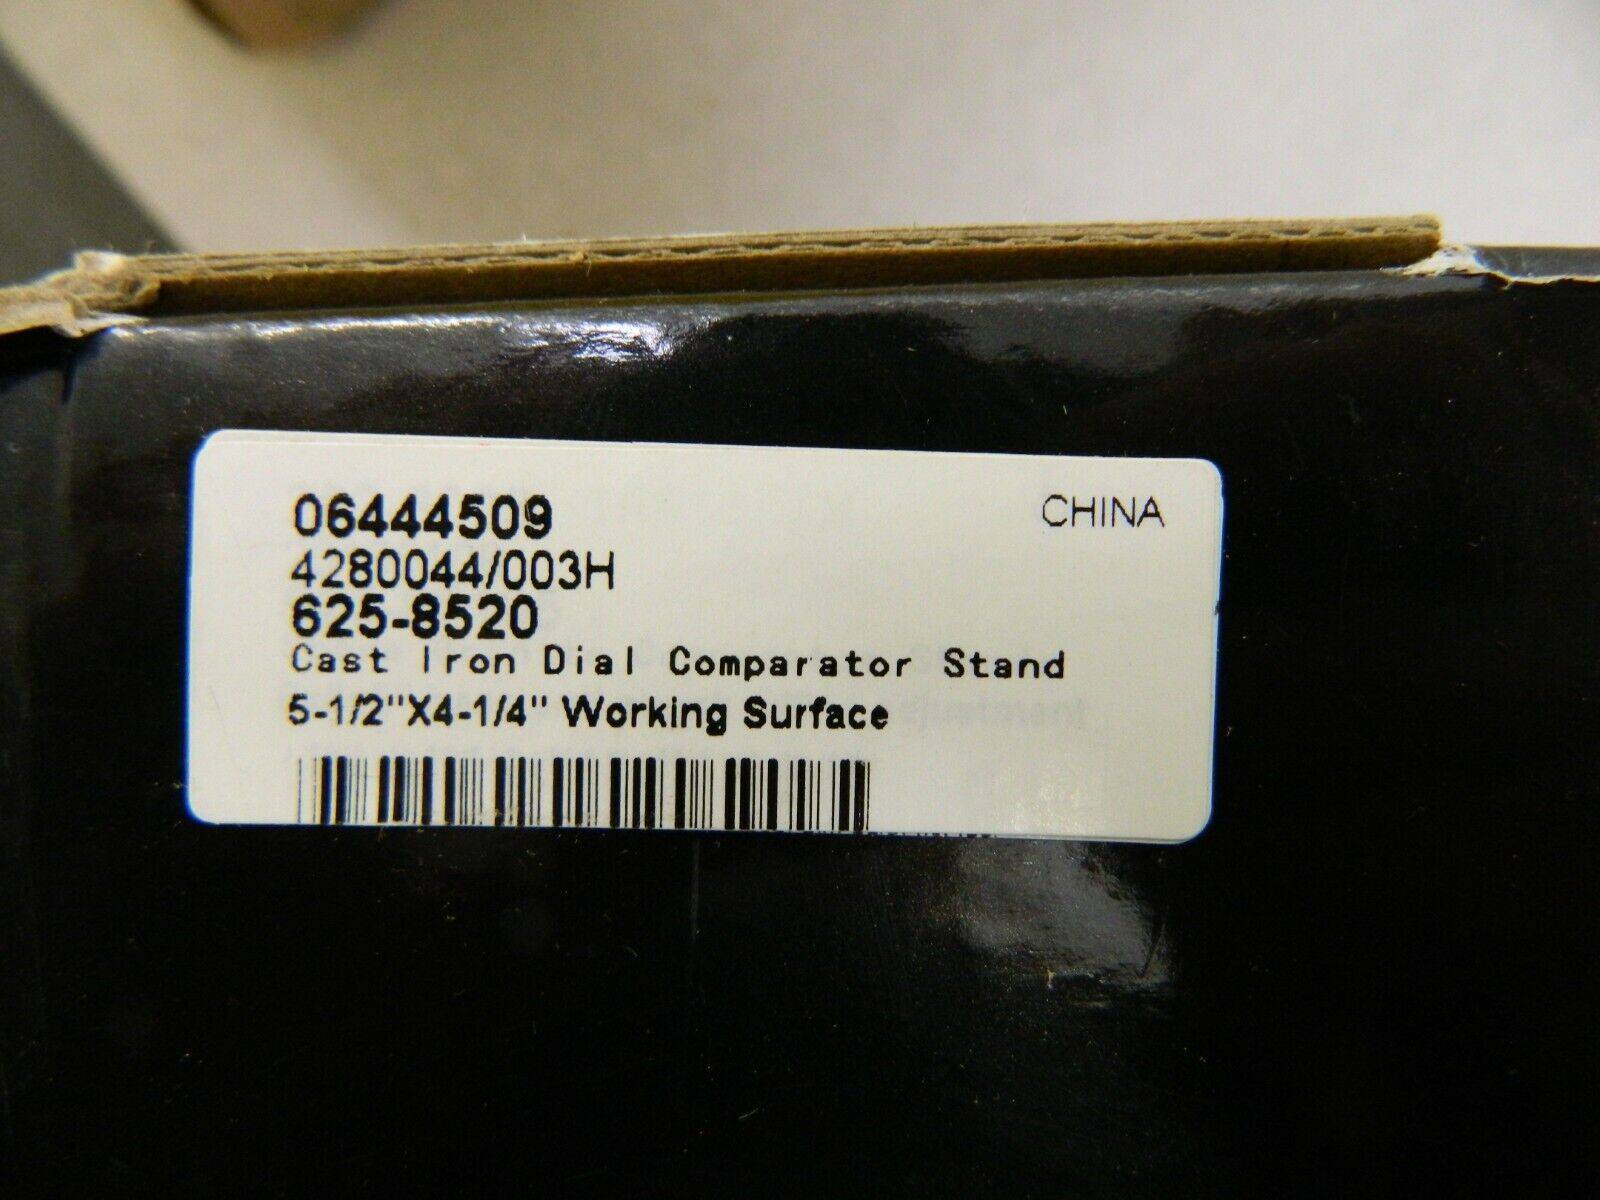 06444509
CHINA
4280044/003H
625-8520
Cast Iron Dial Comparator Stand
5-1/2"X4-1/4" Working Surface